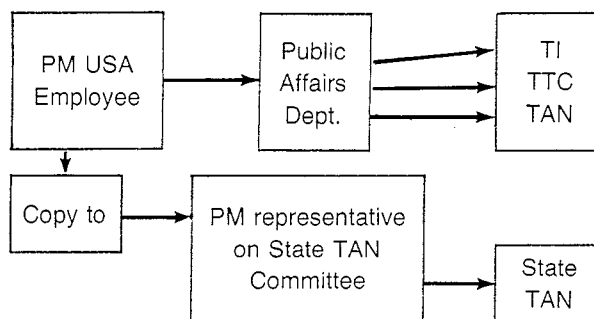 PM USA
Employee
Public
Affairs
Dept.
TI
TTC
TAN
Copy to
PM representative
on State TAN
Committee
State
TAN